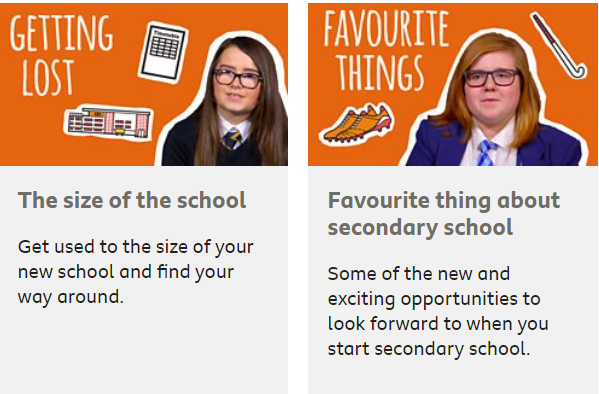 GETTING
LOST
Timetable
The size of the school
Get used to the size of your
new school and find your
way around.
FAVOURITE
THINGS
Favourite thing about
secondary school
Some of the new and
exciting opportunities to
look forward to when you
start secondary school.